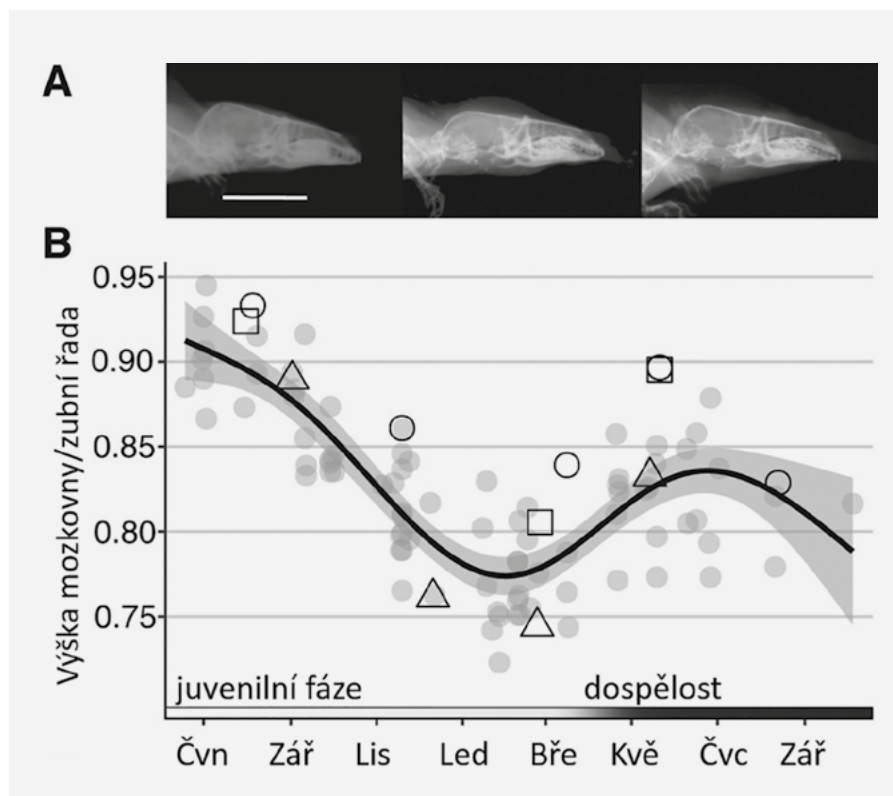 A
B
Výška mozkovny/zubní řada
0.95
0.90
0.85
0.80
0.75
juvenilní fáze dospělost
Čvn Zář Lis Led Bře Kvě Čvc Zář